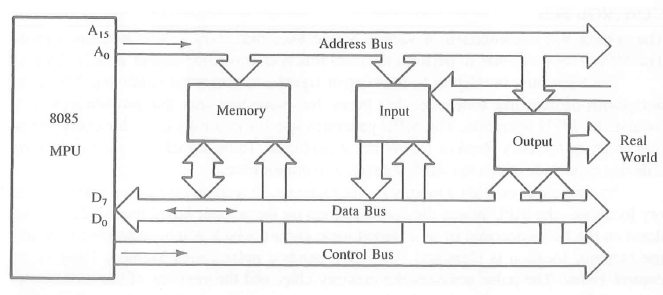 A15
A0
Address Bus
8085
MPU
Memory
Input
Output
Real
World
D7
D0
Data Bus
Control Bus